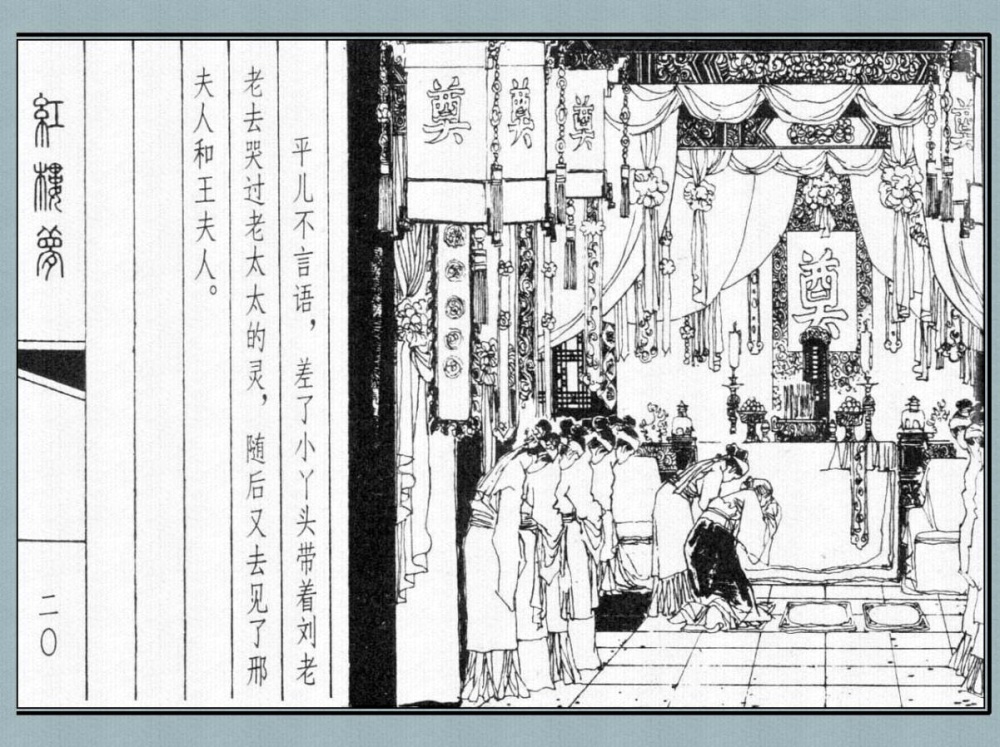 奠
奠
奠
奠
奠
平儿不言语，差了小丫头带着刘老
老去哭过老太太的灵，随后又去见了邢
夫人和王夫人。
紅樓夢
二〇